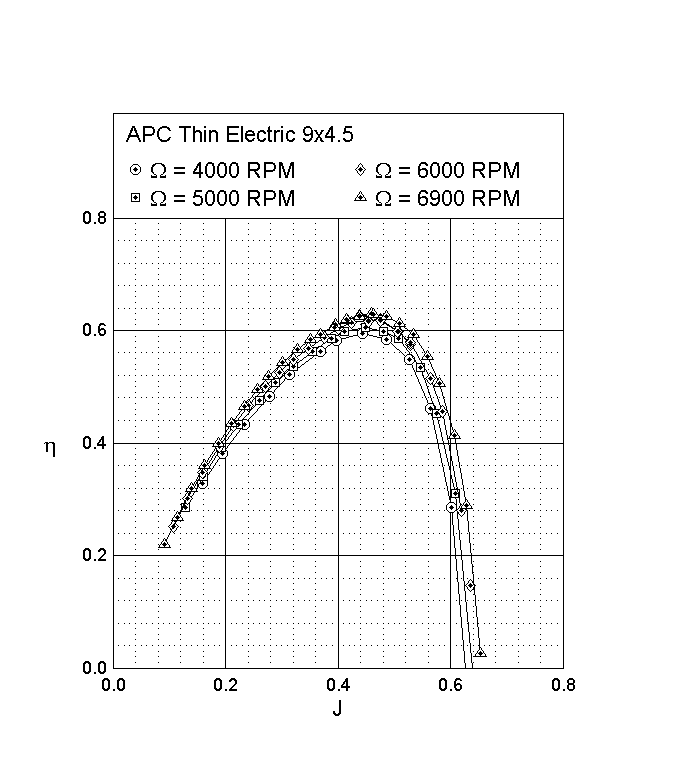 APC Thin Electric 9x4.5
Ω = 4000 RPM Ω = 6000 RPM
Ω = 5000 RPM Ω = 6900 RPM
0.8
0.6
0.4
η
0.2
0.0
0.0 0.2 0.4 0.6 0.8
J